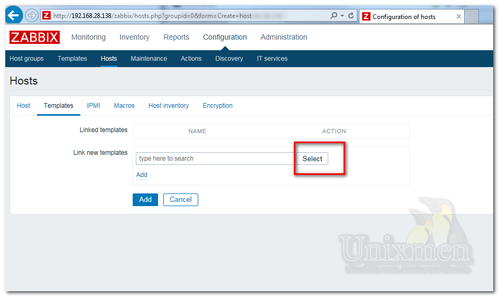 http://192.168.28.138/zabbix/hosts.php?groupid=0&form=Create+host
Configuration of hosts
ZABBIX Monitoring Inventory Reports Configuration Administration
Host groups Templates Hosts Maintenance Actions Discovery IT services
Hosts
Host Templates IPMI Macros Host inventory Encryption
Linked templates NAME ACTION
Link new templates type here to search Select
Add
Add Cancel
Unixmen